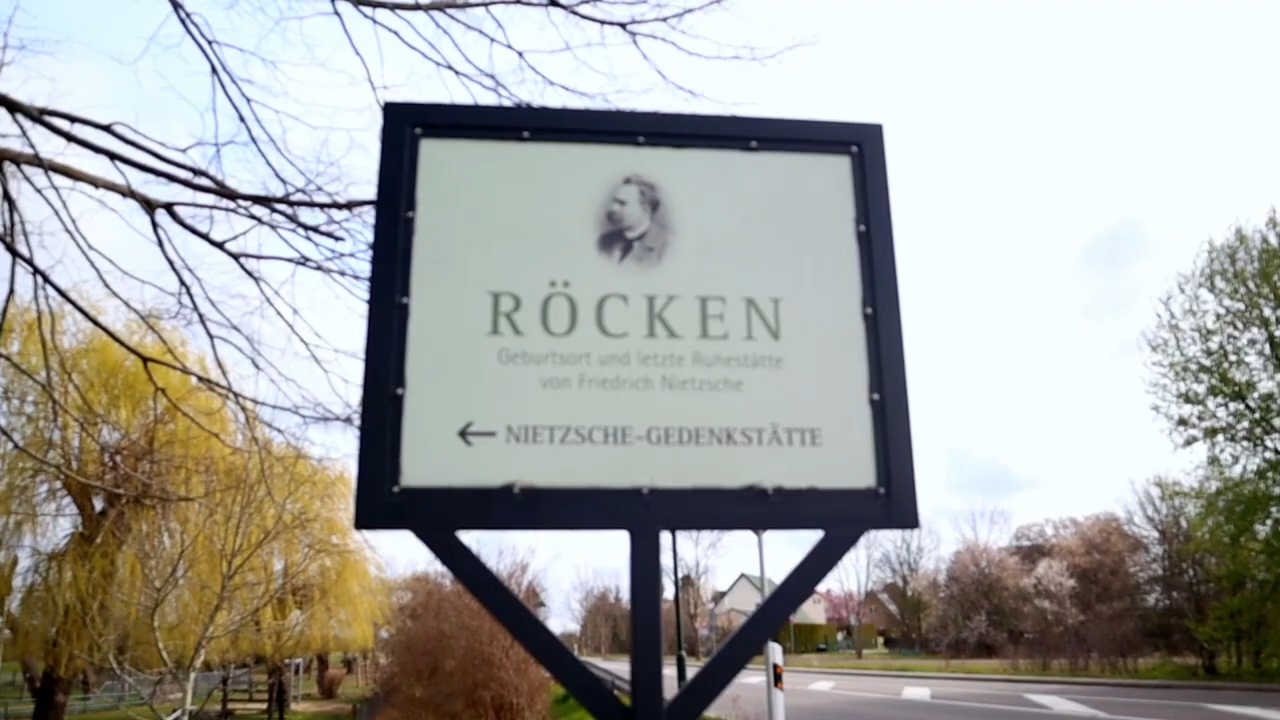 RÖCKEN
Geburtsort und letzte Ruhestätte
von Friedrich Nietzsche
← NIETZSCHE-GEDENKSTÄTTE